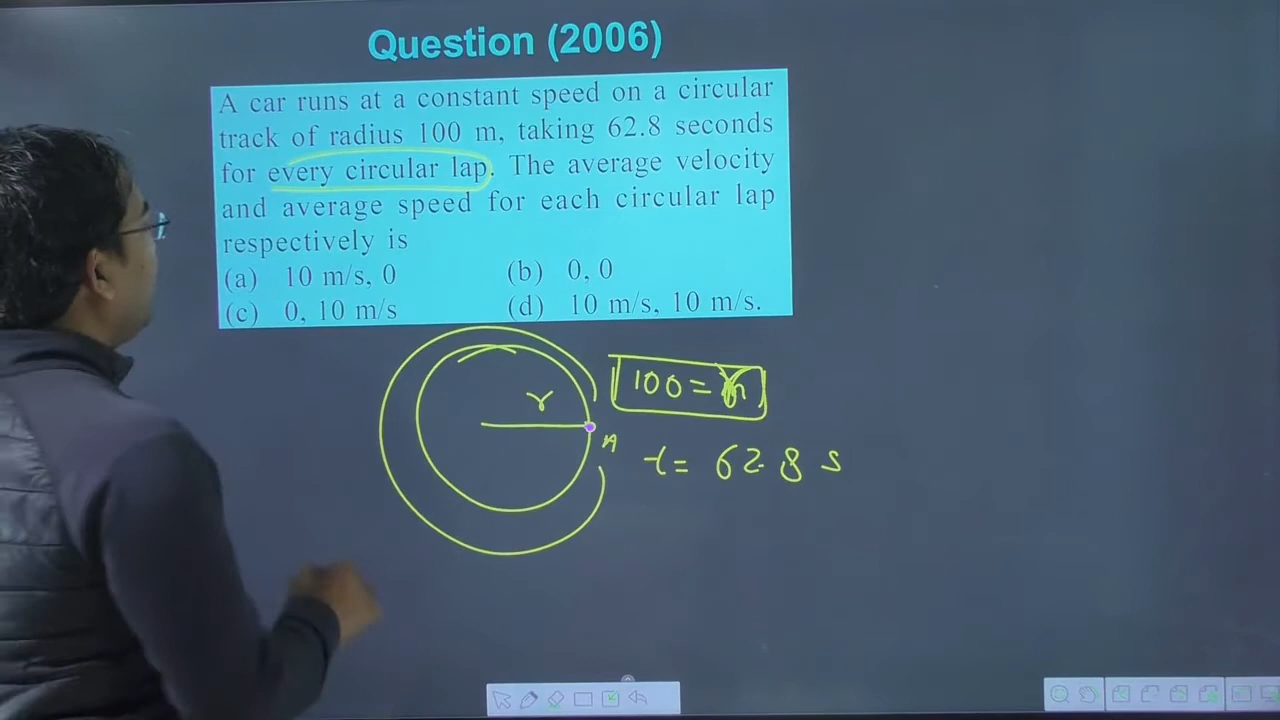 Question (2006)
A car runs at a constant speed on a circular
track of radius 100 m, taking 62.8 seconds
for every circular lap. The average velocity
and average speed for each circular lap
respectively is
(a) 10 m/s, 0 (b) 0, 0
(c) 0, 10 m/s (d) 10 m/s, 10 m/s.
r
100 =
A
t = 62.8 s